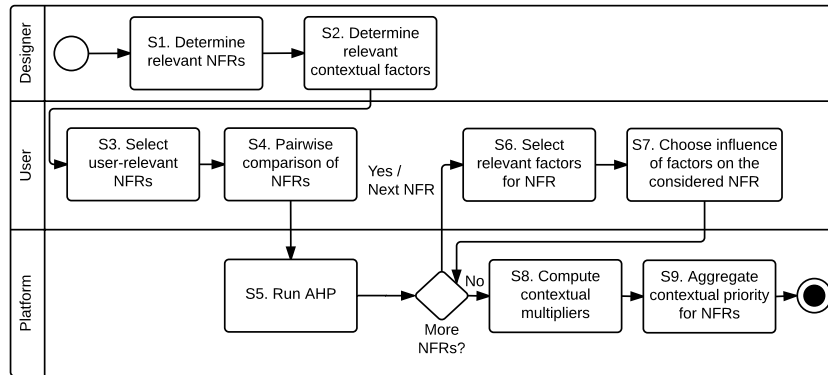 Designer
S1. Determine
relevant NFRs
S2. Determine
relevant
contextual factors
User
S3. Select
user-relevant
NFRs
S4. Pairwise
comparison of
NFRs
Yes /
Next NFR
S6. Select
relevant factors
for NFR
S7. Choose influence
of factors on the
considered NFR
Platform
S5. Run AHP
More
NFRs?
No
S8. Compute
contextual
multipliers
S9. Aggregate
contextual priority
for NFRs